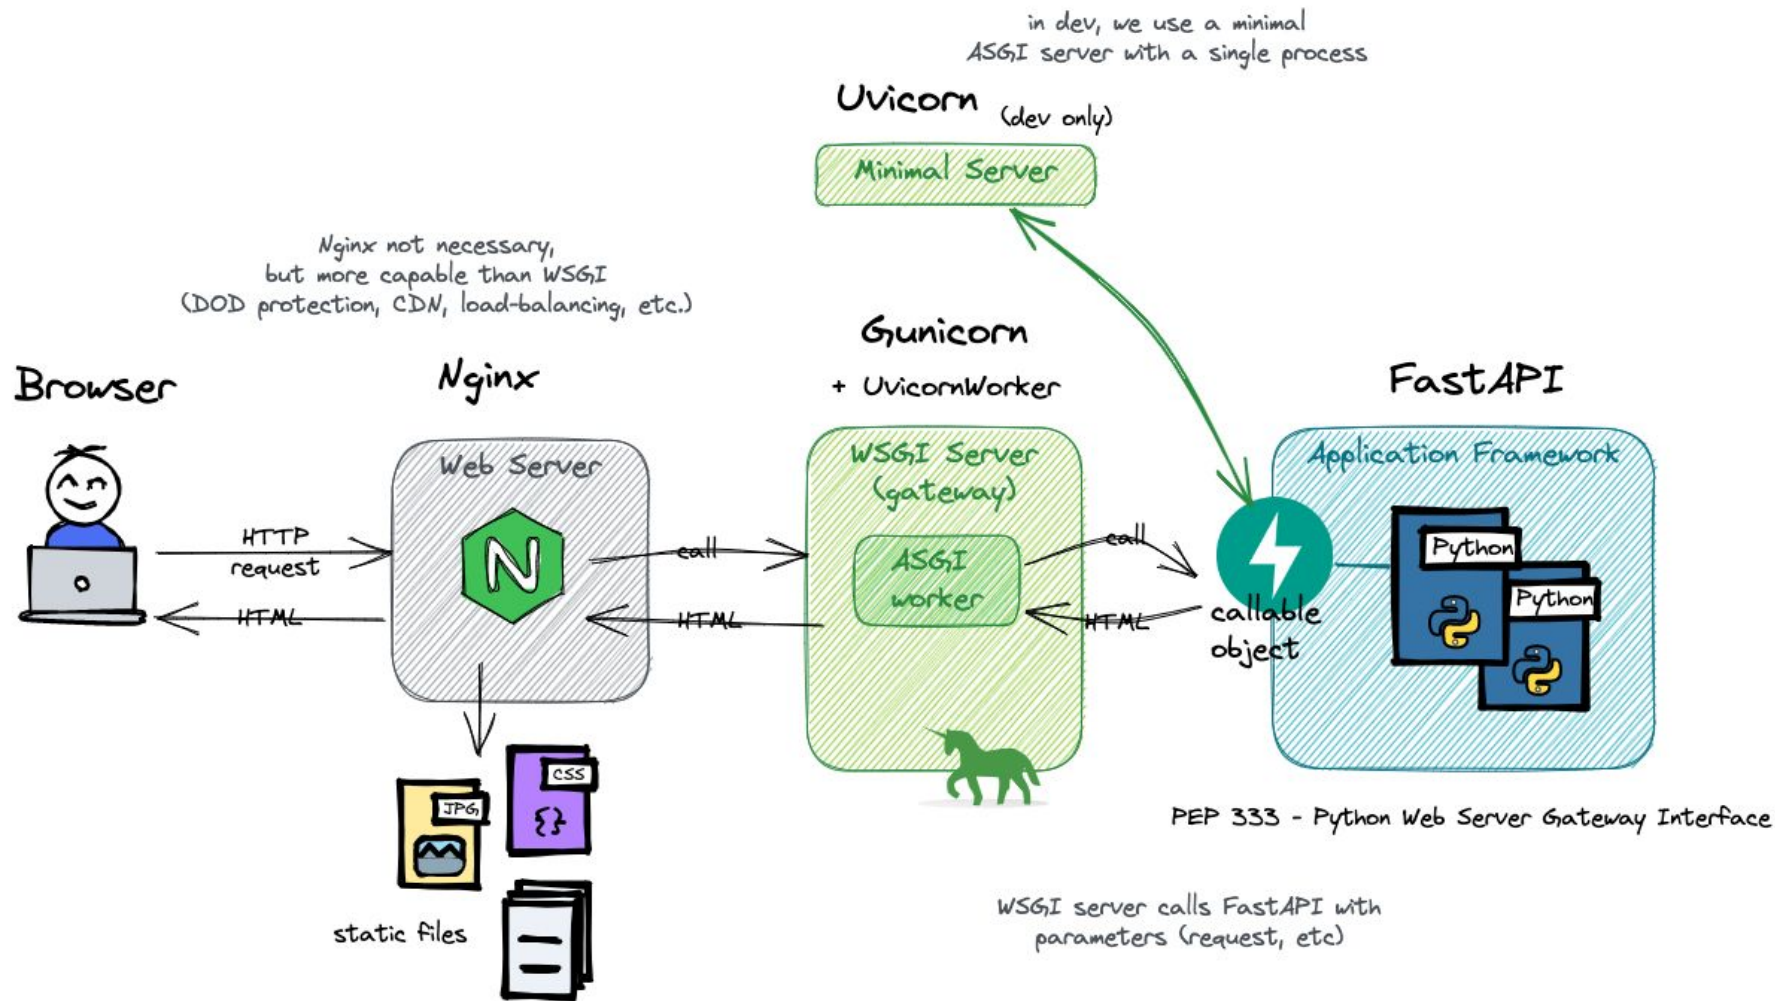 in dev, we use a minimal
ASGI server with a single process
Uvicorn
(dev only)
Minimal Server
Nginx not necessary,
but more capable than WSGI
(DOD protection, CDN, load-balancing, etc.)
Browser
Nginx
Gunicorn
+ UvicornWorker
FastAPI
Web Server
N
WSGI Server
(gateway)
ASGI
worker
Application Framework
Python
Python
HTTP
request
HTML
call
HTML
call
HTML
callable
object
CSS
{}
JPG
static files
PEP 333 - Python Web Server Gateway Interface
WSGI server calls FastAPI with
parameters (request, etc)